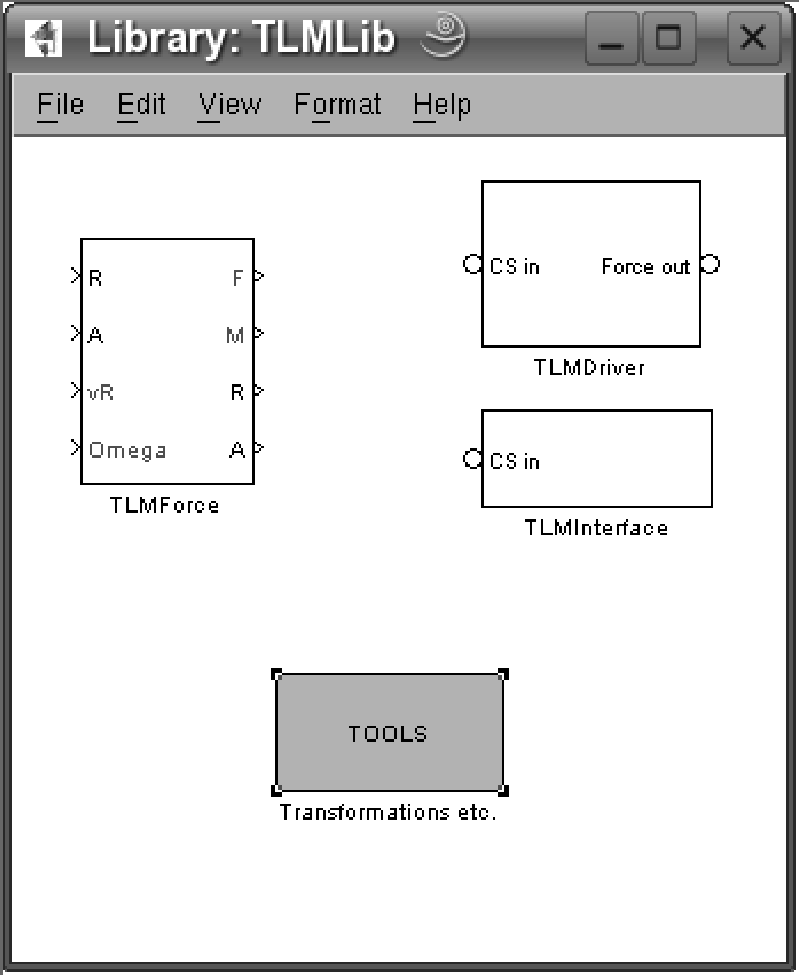 Library: TLMLib
File Edit View Format Help
R F
A M
vR R
Omega A
TLMForce
CS in Force out
TLMDriver
CS in
TLMInterface
TOOLS
Transformations etc.